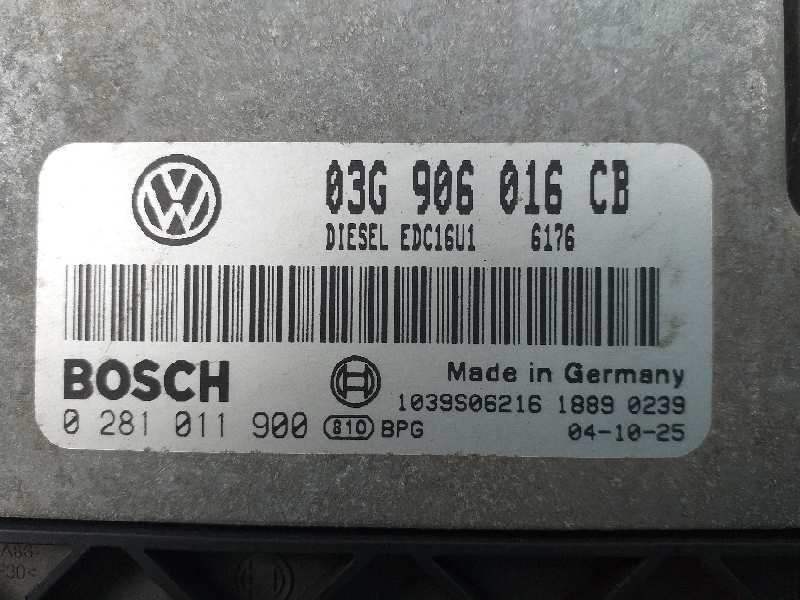 03G 906 016 CB
DIESEL EDC16U1 6176
BOSCH
Made in Germany
1039S06216 1889 0239
0 281 011 900 810 BPG
04-10-25